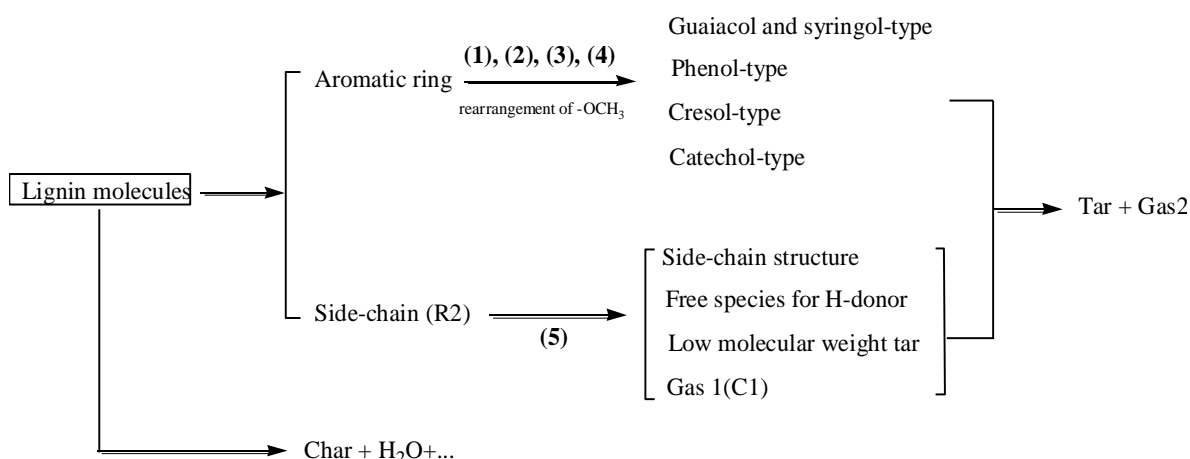 Guaiacol and syringol-type
(1), (2), (3), (4)
Aromatic ring
Phenol-type
rearrangement of -OCH₃
Cresol-type
Catechol-type
Lignin molecules
Tar + Gas2
Side-chain structure
Free species for H-donor
Side-chain (R2)
(5)
Low molecular weight tar
Gas 1(C1)
Char + H₂O+...